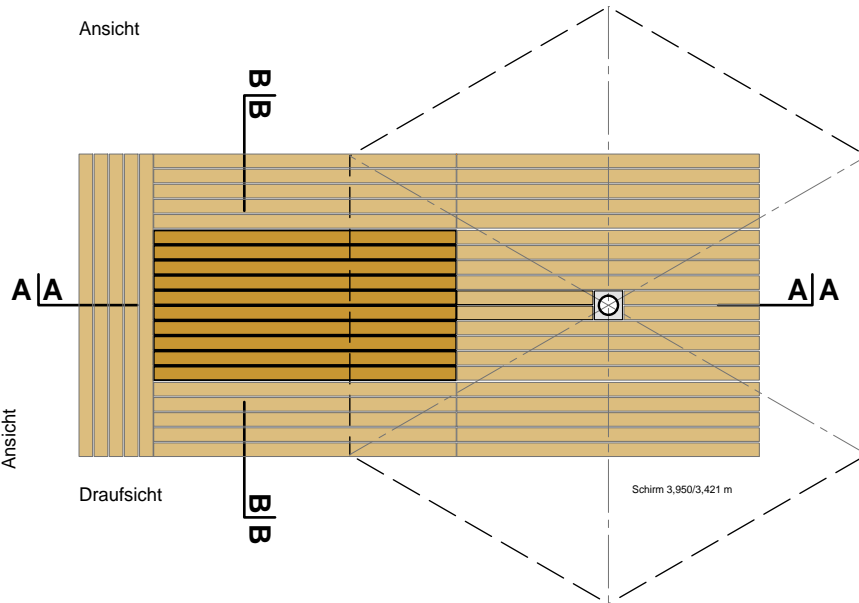 Ansicht
B B
A A
A A
Ansicht
Draufsicht
Schirm 3,950/3,421 m
B B